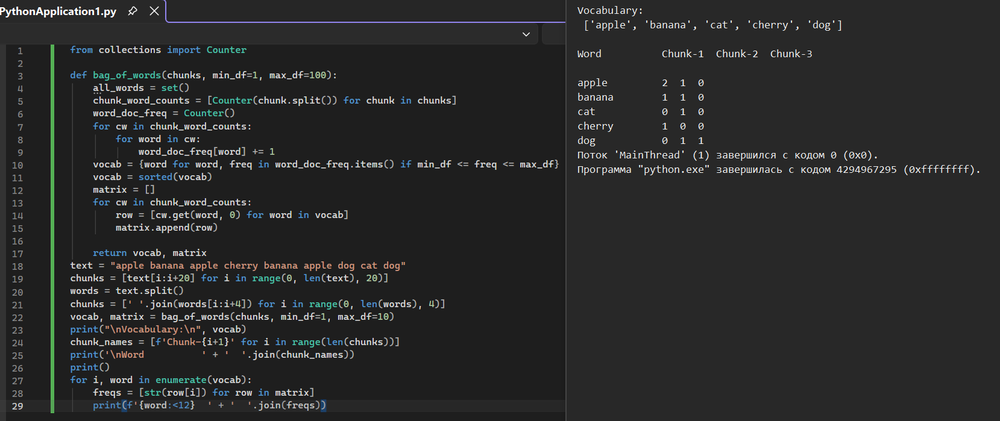 PythonApplication1.py
1 from collections import Counter
2
3 def bag_of_words(chunks, min_df=1, max_df=100):
4     all_words = set()
5     chunk_word_counts = [Counter(chunk.split()) for chunk in chunks]
6     word_doc_freq = Counter()
7     for cw in chunk_word_counts:
8         for word in cw:
9             word_doc_freq[word] += 1
10     vocab = {word for word, freq in word_doc_freq.items() if min_df <= freq <= max_df}
11     vocab = sorted(vocab)
12     matrix = []
13     for cw in chunk_word_counts:
14         row = [cw.get(word, 0) for word in vocab]
15         matrix.append(row)
16
17     return vocab, matrix
18 text = "apple banana apple cherry banana apple dog cat dog"
19 chunks = [text[i:i+20] for i in range(0, len(text), 20)]
20 words = text.split()
21 chunks = [' '.join(words[i:i+4]) for i in range(0, len(words), 4)]
22 vocab, matrix = bag_of_words(chunks, min_df=1, max_df=10)
23 print("\nVocabulary:\n", vocab)
24 chunk_names = [f'Chunk-{i+1}' for i in range(len(chunks))]
25 print('\nWord          ' + '  '.join(chunk_names))
26 print()
27 for i, word in enumerate(vocab):
28     freqs = [str(row[i]) for row in matrix]
29     print(f'{word:<12}  ' + '  '.join(freqs))
Vocabulary:
 ['apple', 'banana', 'cat', 'cherry', 'dog']
Word          Chunk-1  Chunk-2  Chunk-3
apple         2  1  0
banana        1  1  0
cat           0  1  0
cherry        1  0  0
dog           0  1  1
Поток 'MainThread' (1) завершился с кодом 0 (0x0).
Программа "python.exe" завершилась с кодом 4294967295 (0xffffffff).